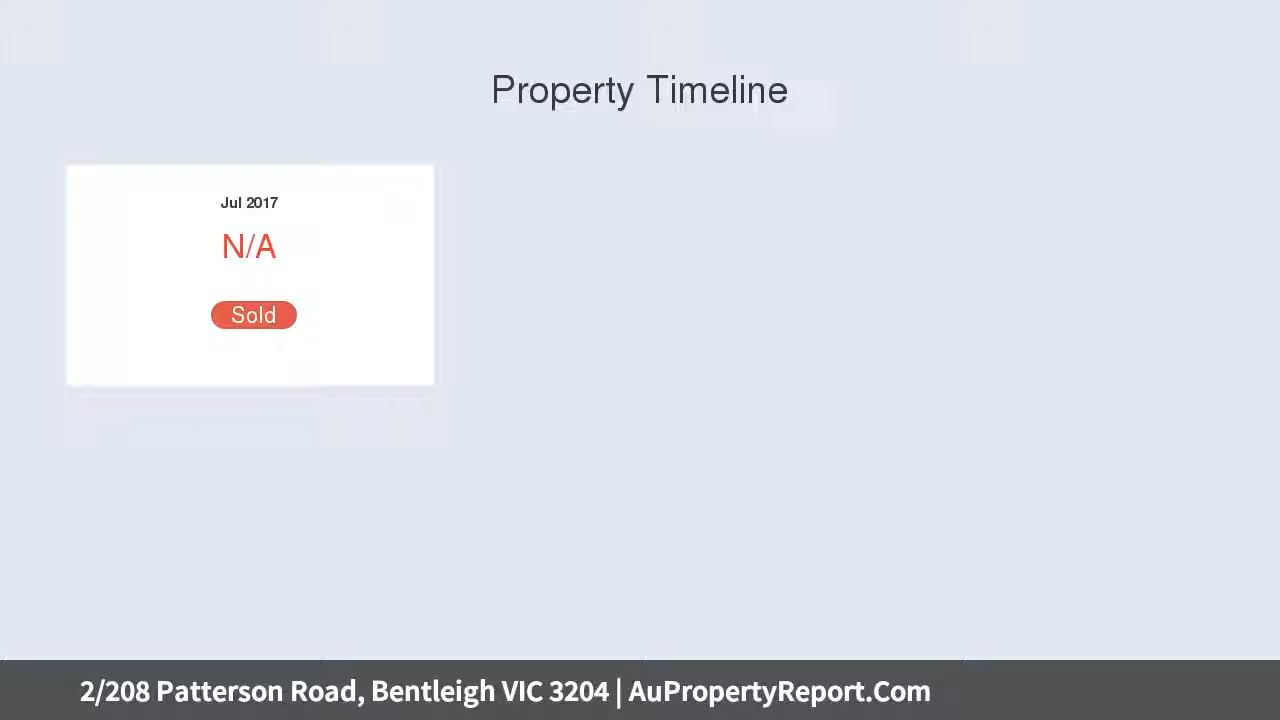 Property Timeline
Jul 2017
N/A
Sold
2/208 Patterson Road, Bentleigh VIC 3204 | AuPropertyReport.Com